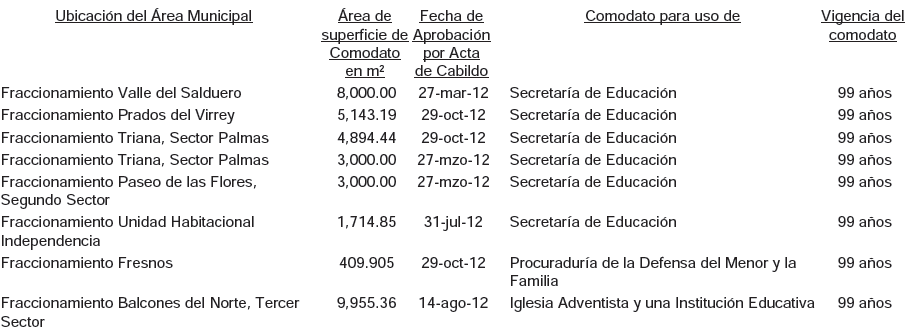 Ubicación del Área Municipal Área de Fecha de Comodato para uso de Vigencia del
superficie de Aprobación comodato
Comodato por Acta
en m² de Cabildo
Fraccionamiento Valle del Salduero 8,000.00 27-mar-12 Secretaría de Educación 99 años
Fraccionamiento Prados del Virrey 5,143.19 29-oct-12 Secretaría de Educación 99 años
Fraccionamiento Triana, Sector Palmas 4,894.44 29-oct-12 Secretaría de Educación 99 años
Fraccionamiento Triana, Sector Palmas 3,000.00 27-mzo-12 Secretaría de Educación 99 años
Fraccionamiento Paseo de las Flores, 3,000.00 27-mzo-12 Secretaría de Educación 99 años
Segundo Sector
Fraccionamiento Unidad Habitacional 1,714.85 31-jul-12 Secretaría de Educación 99 años
Independencia
Fraccionamiento Fresnos 409.905 29-oct-12 Procuraduría de la Defensa del Menor y la 99 años
Familia
Fraccionamiento Balcones del Norte, Tercer 9,955.36 14-ago-12 Iglesia Adventista y una Institución Educativa 99 años
Sector